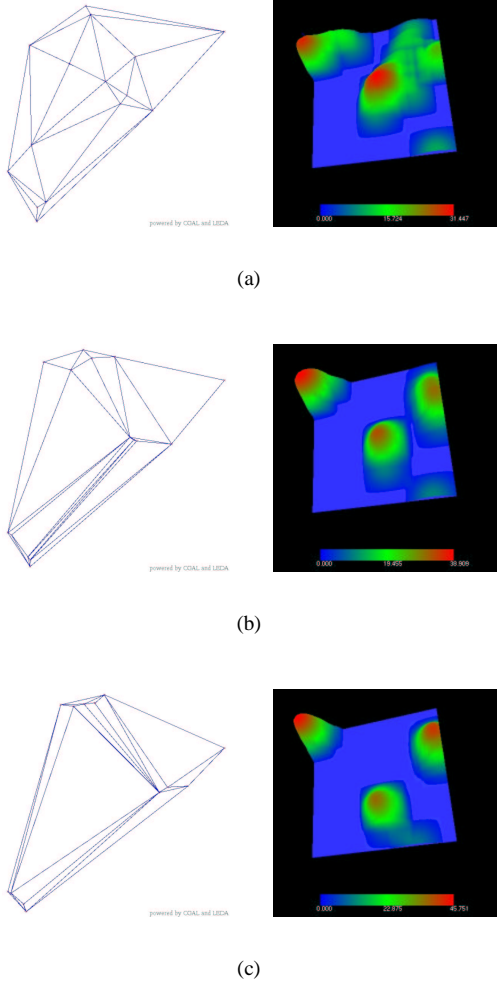 powered by CGAL and LEDA
0.000 15.724 31.447
(a)
powered by CGAL and LEDA
0.000 19.455 38.909
(b)
powered by CGAL and LEDA
0.000 22.875 45.751
(c)